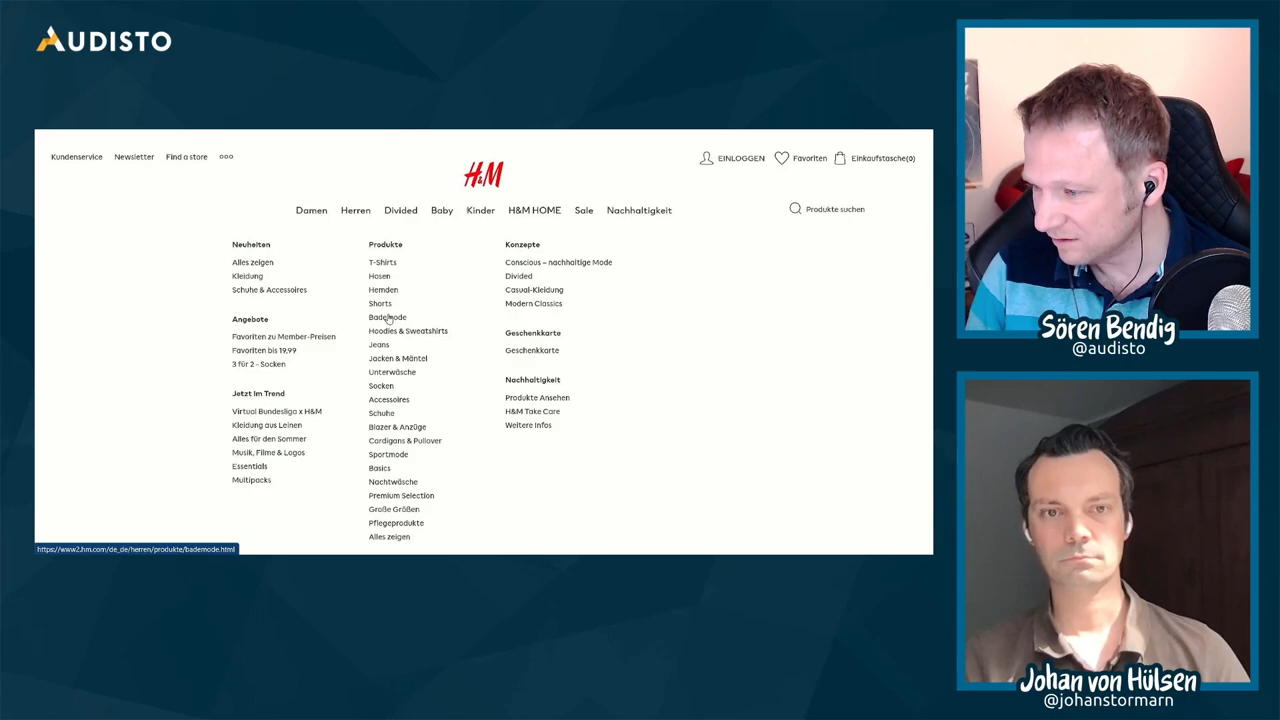 AUDISTO
Kundenservice Newsletter Find a store
H&M
EINLOGGEN Favoriten Einkaufstasche(0)
Damen Herren Divided Baby Kinder H&M HOME Sale Nachhaltigkeit
Produkte suchen
Neuheiten
Alles zeigen
Kleidung
Schuhe & Accessoires
Angebote
Favoriten zu Member-Preisen
Favoriten bis 19,99
3 für 2 - Socken
Jetzt im Trend
Virtual Bundesliga x H&M
Kleidung aus Leinen
Alles für den Sommer
Musik, Filme & Logos
Essentials
Multipacks
Produkte
T-Shirts
Hosen
Hemden
Shorts
Bademode
Hoodies & Sweatshirts
Jeans
Jacken & Mäntel
Unterwäsche
Socken
Accessoires
Schuhe
Blazer & Anzüge
Cardigans & Pullover
Sportmode
Basics
Nachtwäsche
Premium Selection
Große Größen
Pflegeprodukte
Alles zeigen
Konzepte
Conscious – nachhaltige Mode
Divided
Casual-Kleidung
Modern Classics
Geschenkkarte
Geschenkkarte
Nachhaltigkeit
Produkte Ansehen
H&M Take Care
Weitere Infos
https://www2.hm.com/de_de/herren/produkte/bademode.html
Sören Bendig
@audisto
Johan von Hülsen
@johanstormarn